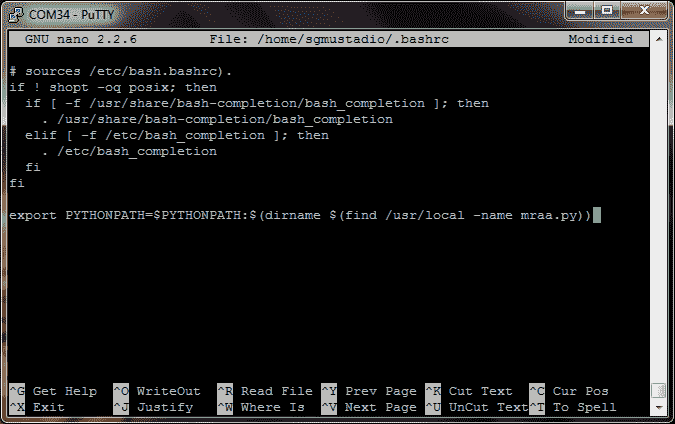 COM34 - PuTTY
GNU nano 2.2.6 File: /home/sgmustadio/.bashrc Modified
# sources /etc/bash.bashrc).
if ! shopt -oq posix; then
  if [ -f /usr/share/bash-completion/bash_completion ]; then
    . /usr/share/bash-completion/bash_completion
  elif [ -f /etc/bash_completion ]; then
    . /etc/bash_completion
  fi
fi
export PYTHONPATH=$PYTHONPATH:$(dirname $(find /usr/local -name mraa.py))
^G Get Help ^O WriteOut ^R Read File ^Y Prev Page ^K Cut Text ^C Cur Pos
^X Exit ^J Justify ^W Where Is ^V Next Page ^U UnCut Text^T To Spell